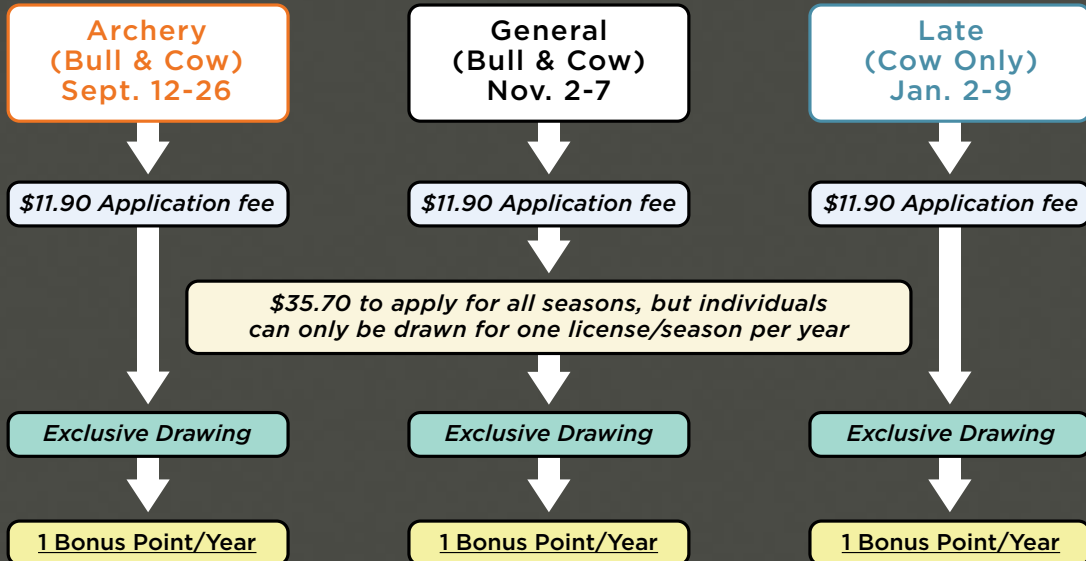 Archery
(Bull & Cow)
Sept. 12-26
General
(Bull & Cow)
Nov. 2-7
Late
(Cow Only)
Jan. 2-9
$11.90 Application fee
$11.90 Application fee
$11.90 Application fee
$35.70 to apply for all seasons, but individuals
can only be drawn for one license/season per year
Exclusive Drawing
Exclusive Drawing
Exclusive Drawing
1 Bonus Point/Year
1 Bonus Point/Year
1 Bonus Point/Year